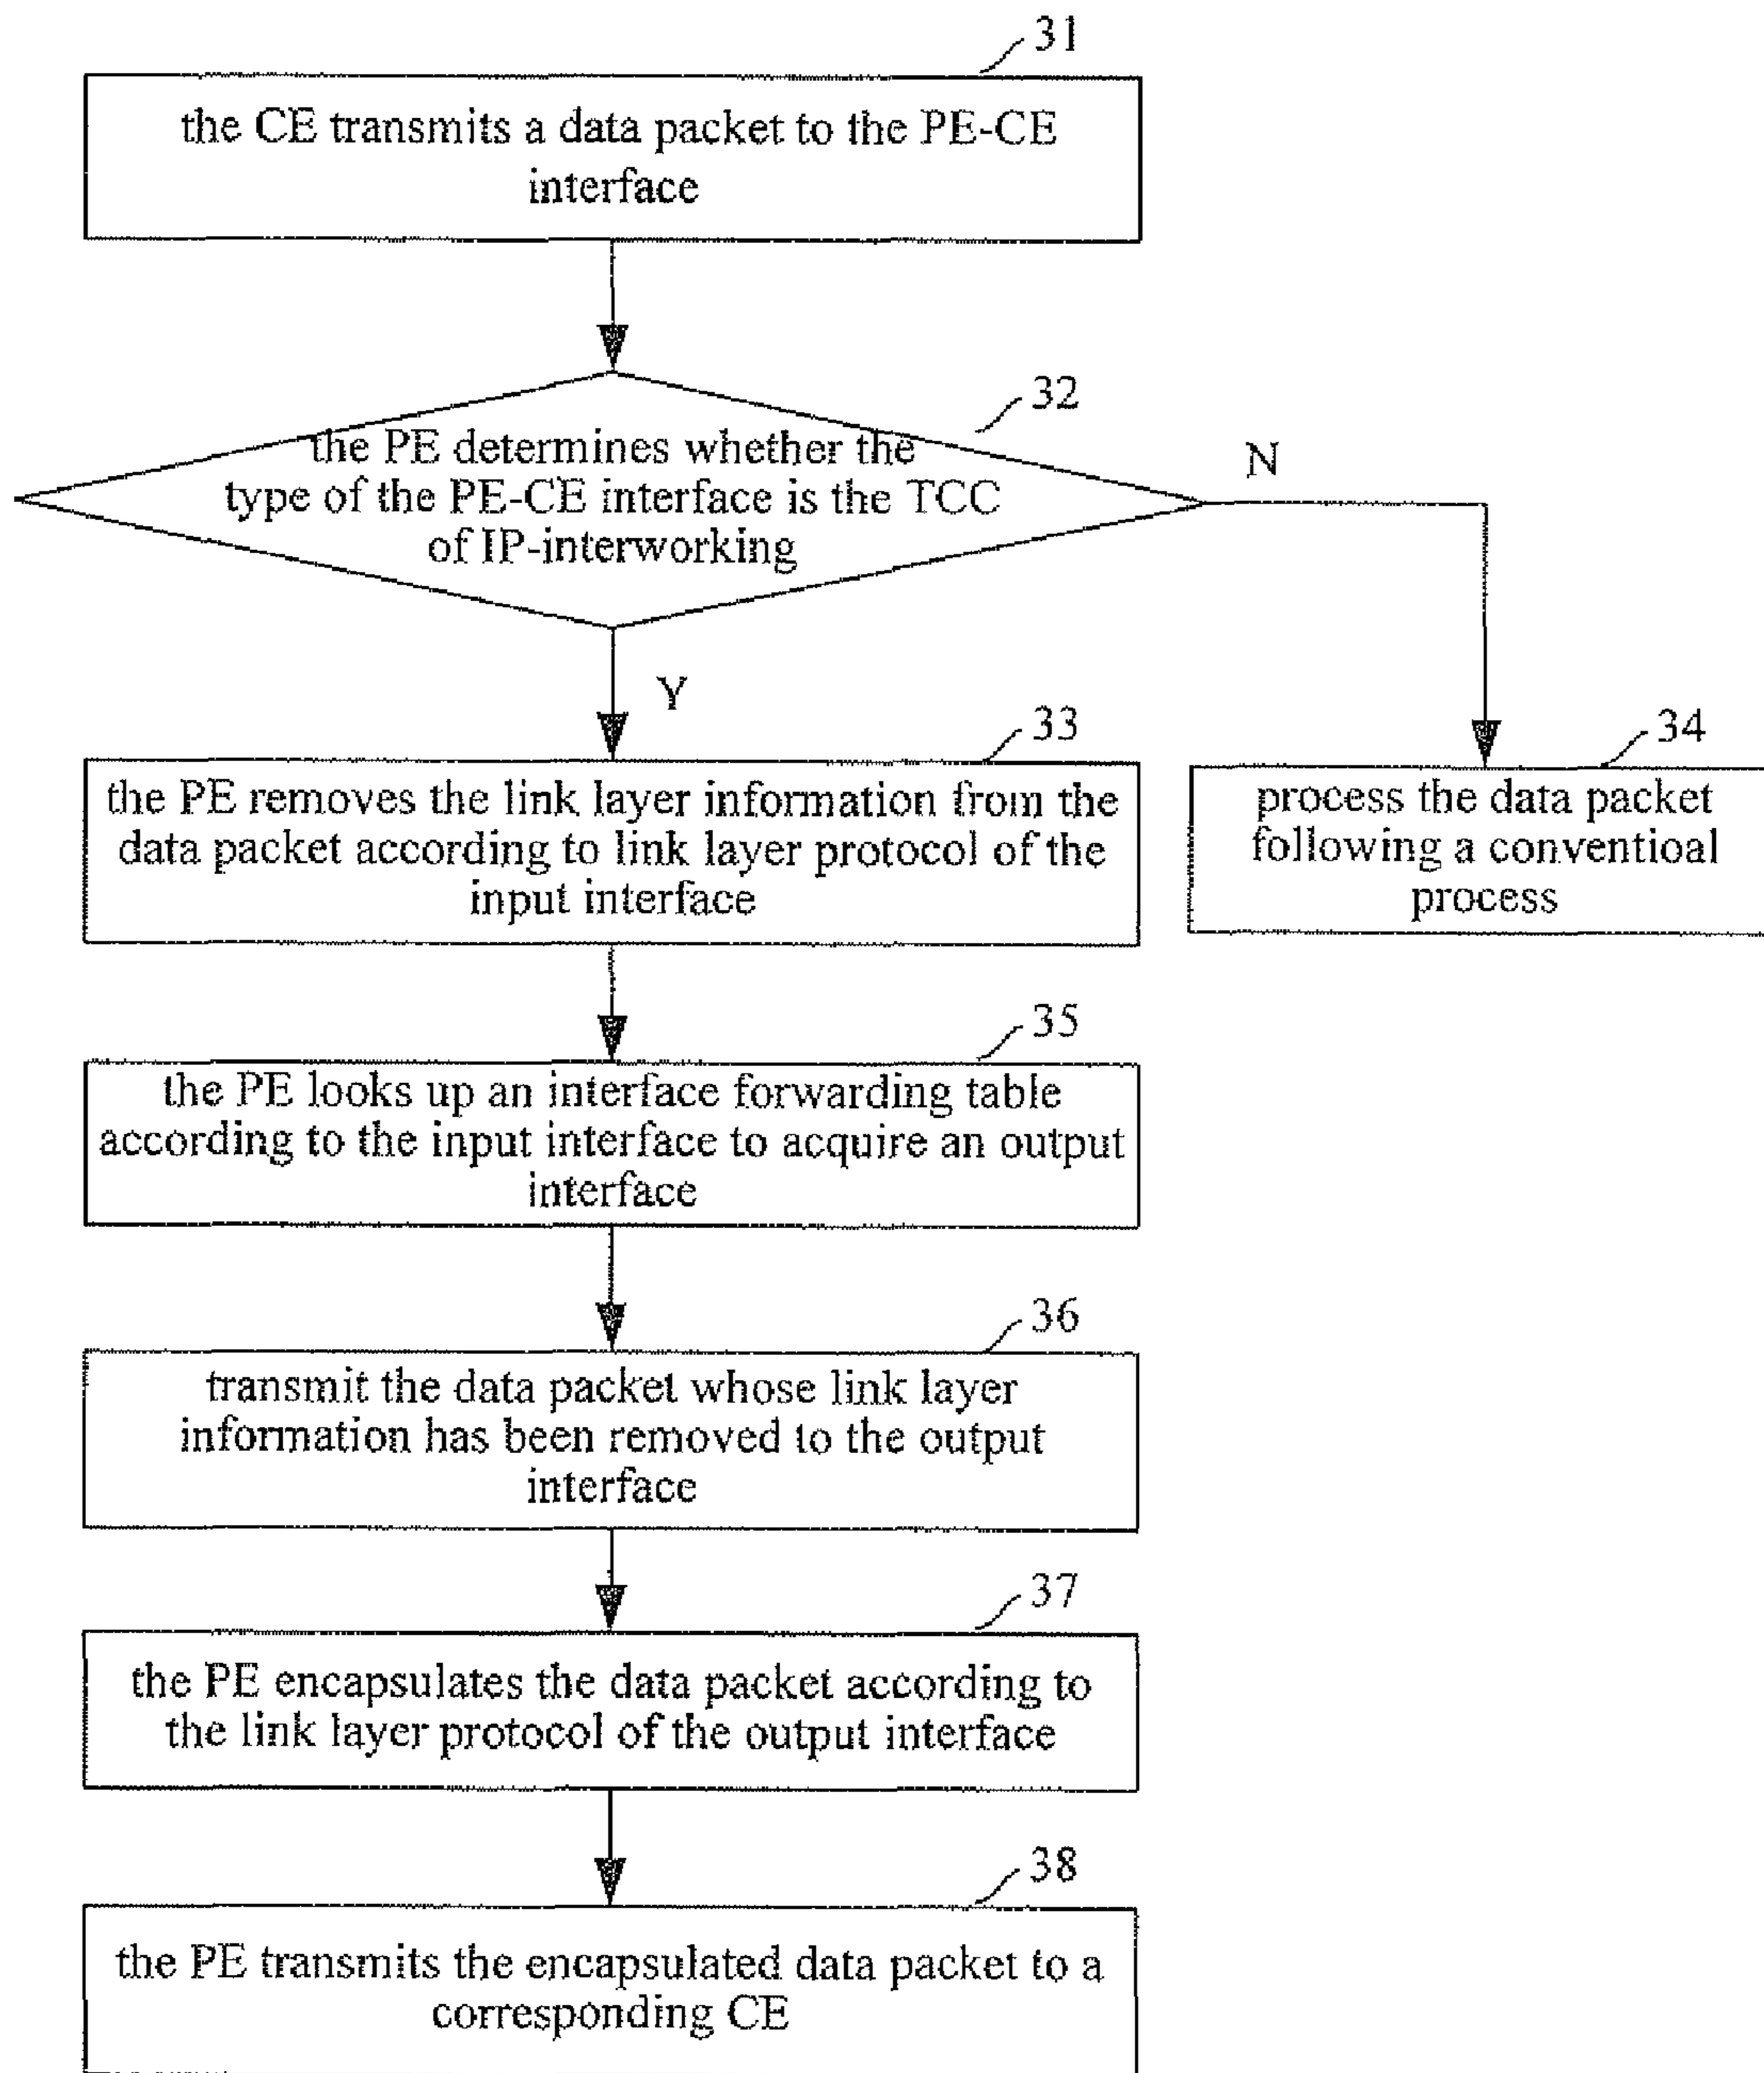 31
the CE transmits a data packet to the PE-CE
interface
32
the PE determines whether the
type of the PE-CE interface is the TCC
of IP-interworking
N
Y
33
the PE removes the link layer information from the
data packet according to link layer protocol of the
input interface
34
process the data packet
following a conventioal
process
35
the PE looks up an interface forwarding table
according to the input interface to acquire an output
interface
36
transmit the data packet whose link layer
information has been removed to the output
interface
37
the PE encapsulates the data packet according to
the link layer protocol of the output interface
38
the PE transmits the encapsulated data packet to a
corresponding CE